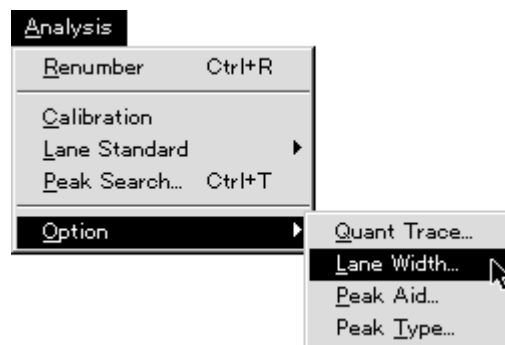 Analysis
Renumber Ctrl+R
Calibration
Lane Standard
Peak Search... Ctrl+T
Option
Quant Trace...
Lane Width...
Peak Aid...
Peak Type...